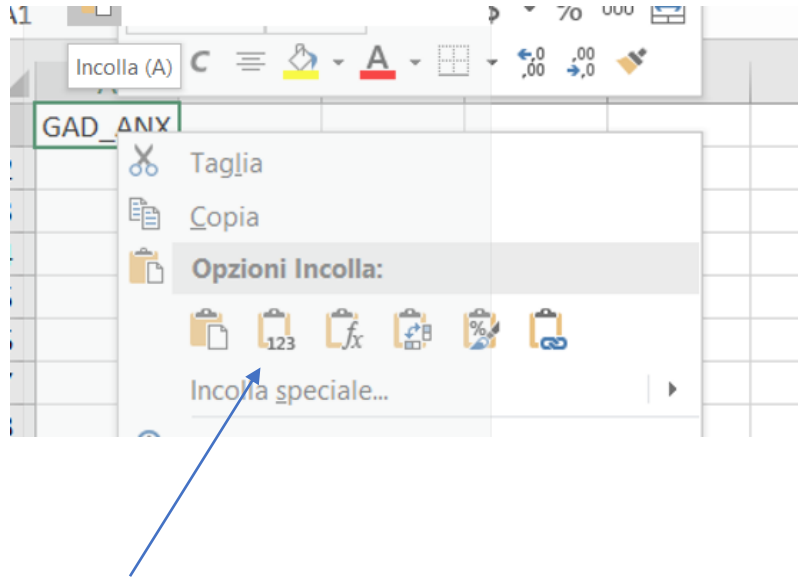 A1 $ % 000
Incolla (A) C A ,0 ,00 ,00 ,0
GAD_ANX
Taglia
Copia
Opzioni Incolla:
123 fx %
Incolla speciale...